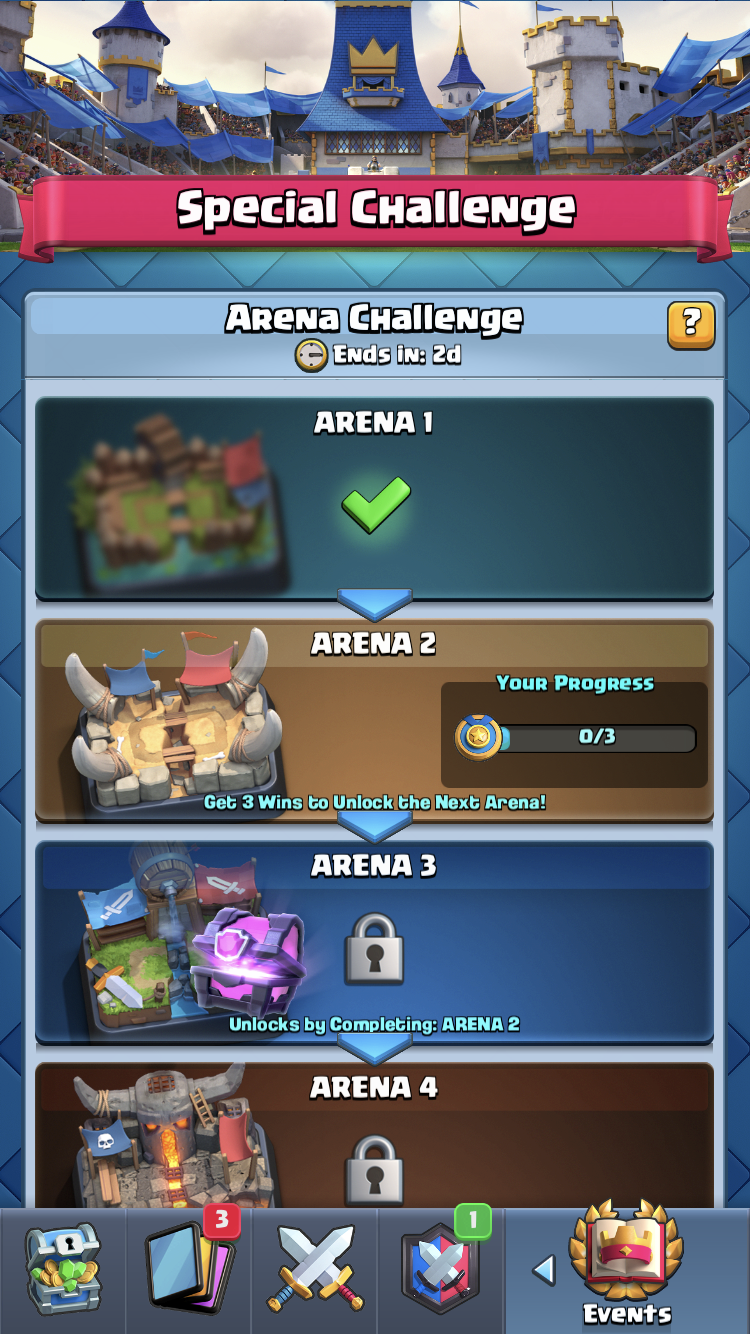 Special Challenge
Arena Challenge
?
Ends in: 2d
ARENA 1
ARENA 2
Your Progress
0/3
Get 3 Wins to Unlock the Next Arena!
ARENA 3
Unlocks by Completing: ARENA 2
ARENA 4
3
1
Events